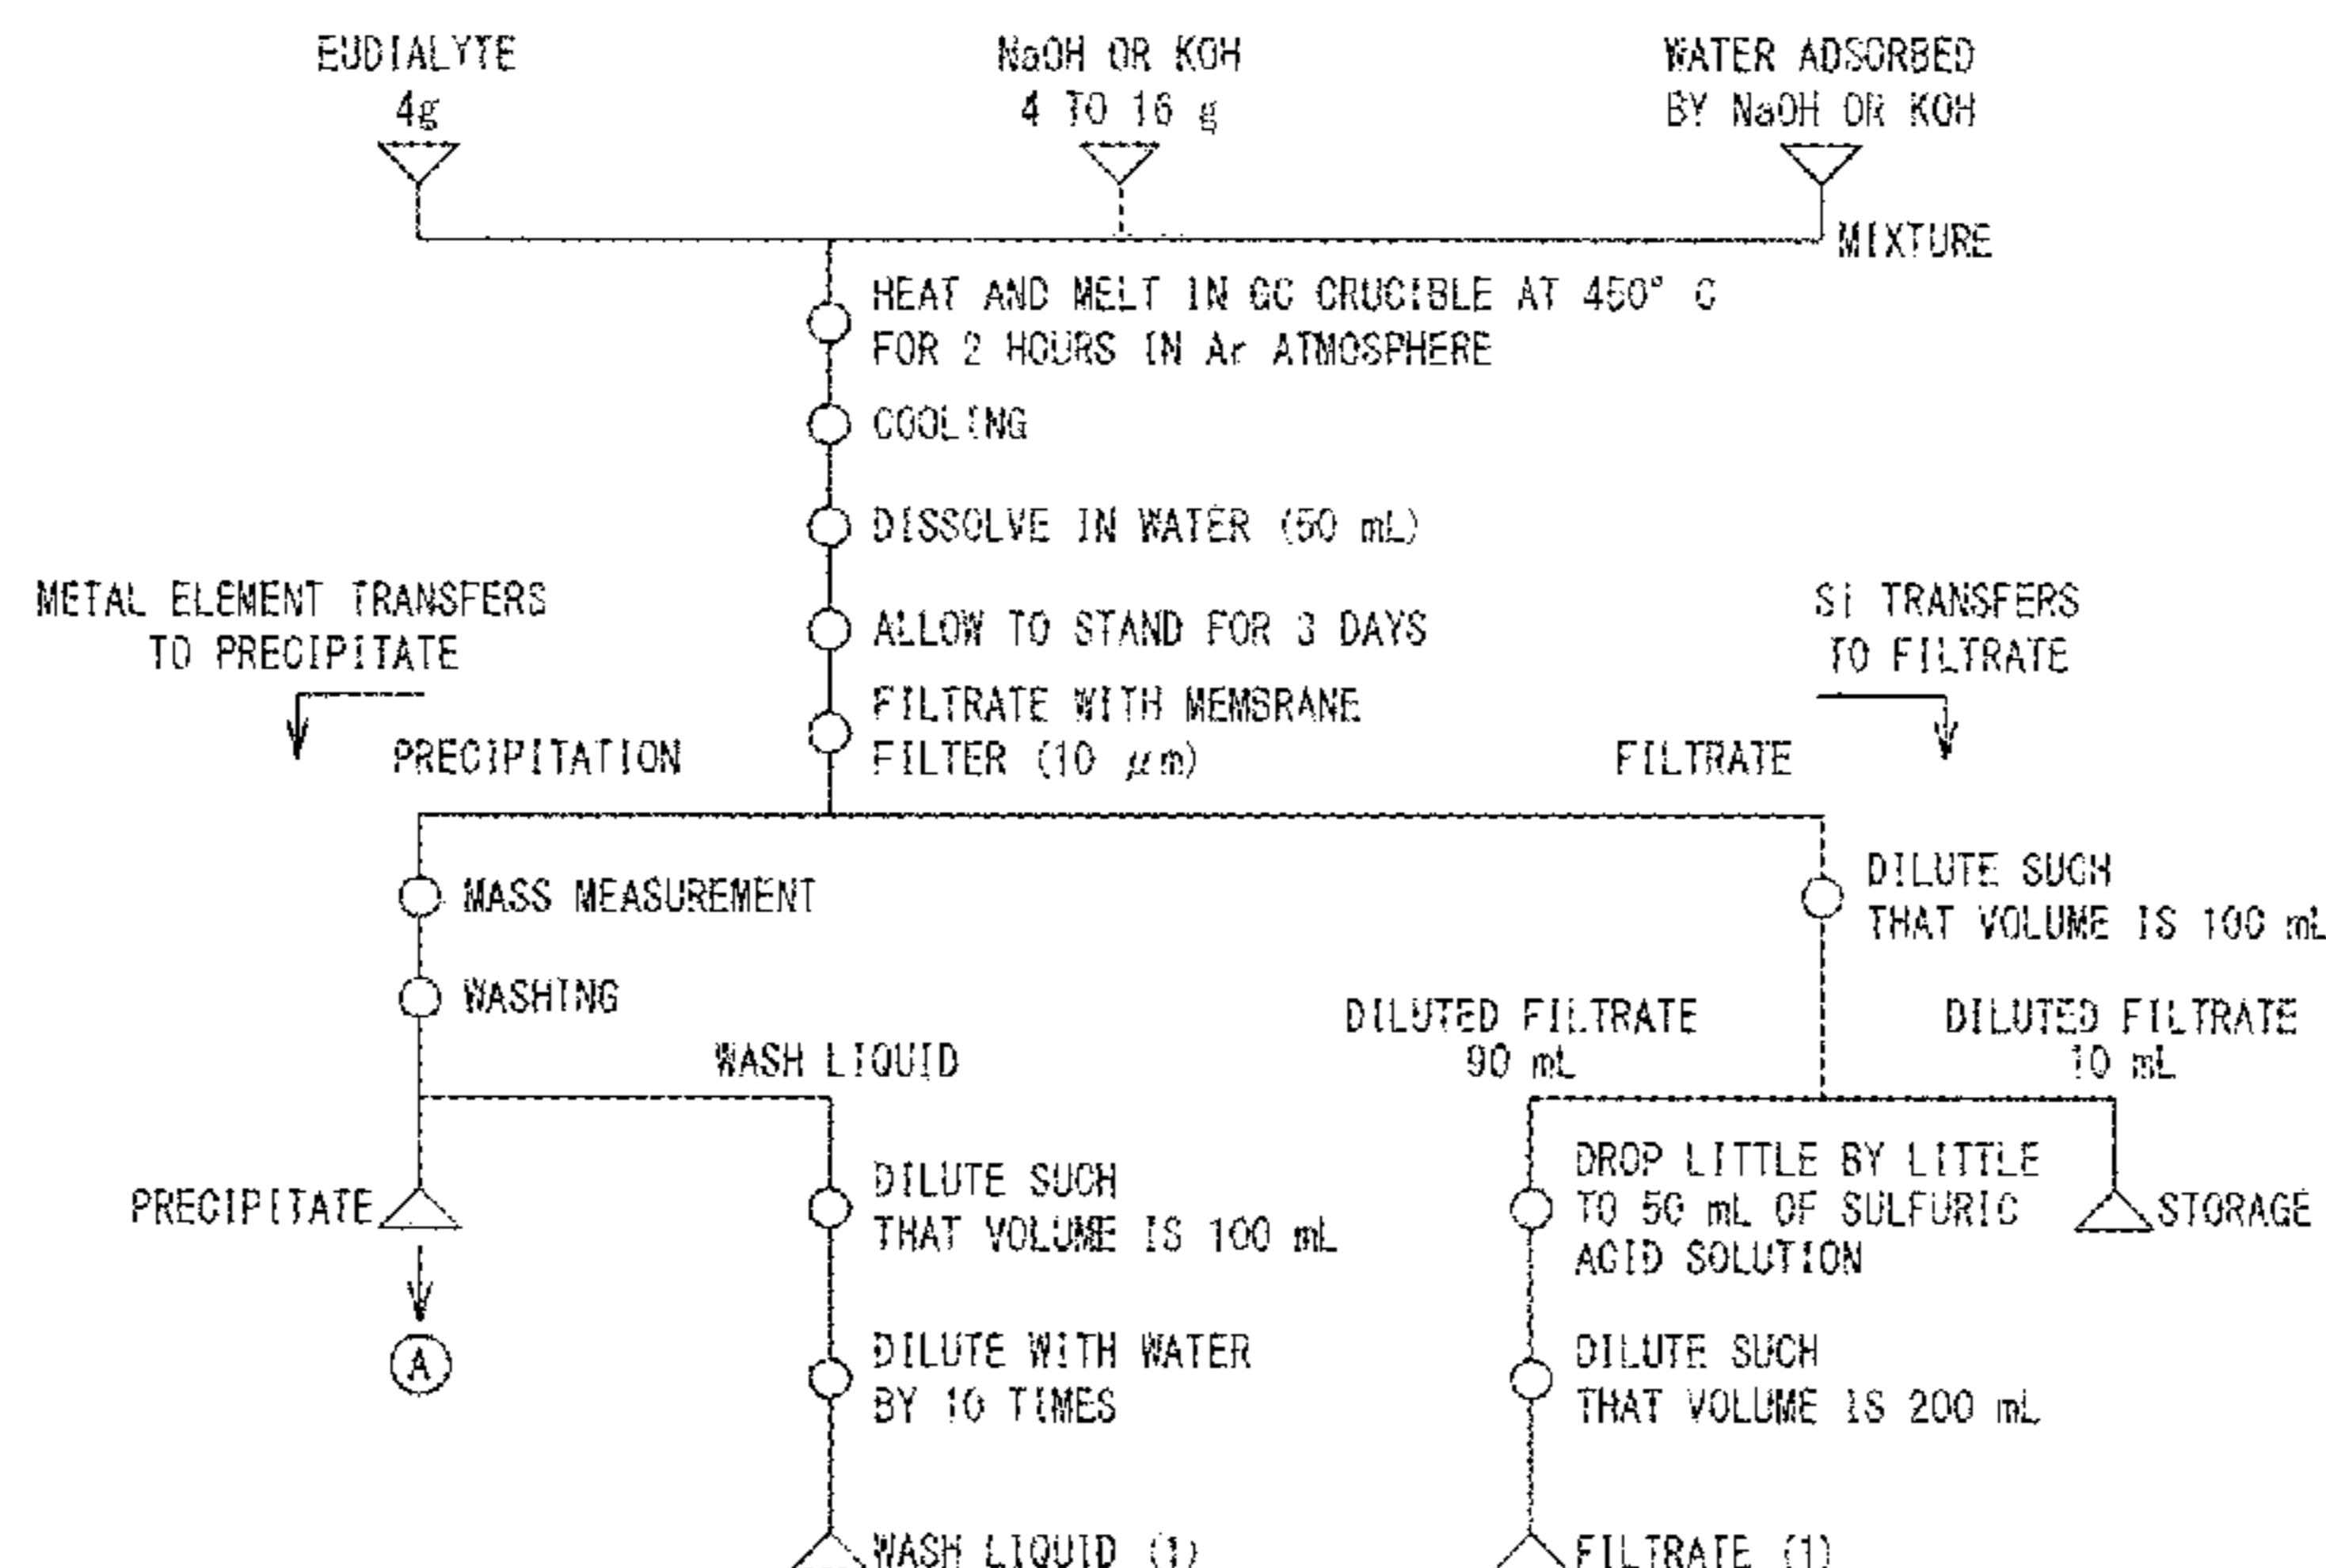 EUDIALYTE
4g
NaOH OR KOH
4 TO 16 g
WATER ADSORBED
BY NaOH OR KOH
MIXTURE
HEAT AND MELT IN GC CRUCIBLE AT 450° C
FOR 2 HOURS IN Ar ATMOSPHERE
COOLING
DISSOLVE IN WATER (50 mL)
METAL ELEMENT TRANSFERS
TO PRECIPITATE
ALLOW TO STAND FOR 3 DAYS
Si TRANSFERS
TO FILTRATE
FILTRATE WITH MEMSRANE
FILTER (10 μm)
PRECIPITATION
FILTRATE
MASS MEASUREMENT
DILUTE SUCH
THAT VOLUME IS 100 mL
WASHING
WASH LIQUID
DILUTED FILTRATE
90 mL
DILUTED FILTRATE
10 mL
PRECIPITATE
DILUTE SUCH
THAT VOLUME IS 100 mL
DROP LITTLE BY LITTLE
TO 50 mL OF SULFURIC
ACID SOLUTION
STORAGE
A
DILUTE WITH WATER
BY 10 TIMES
DILUTE SUCH
THAT VOLUME IS 200 mL
WASH LIQUID (1)
FILTRATE (1)